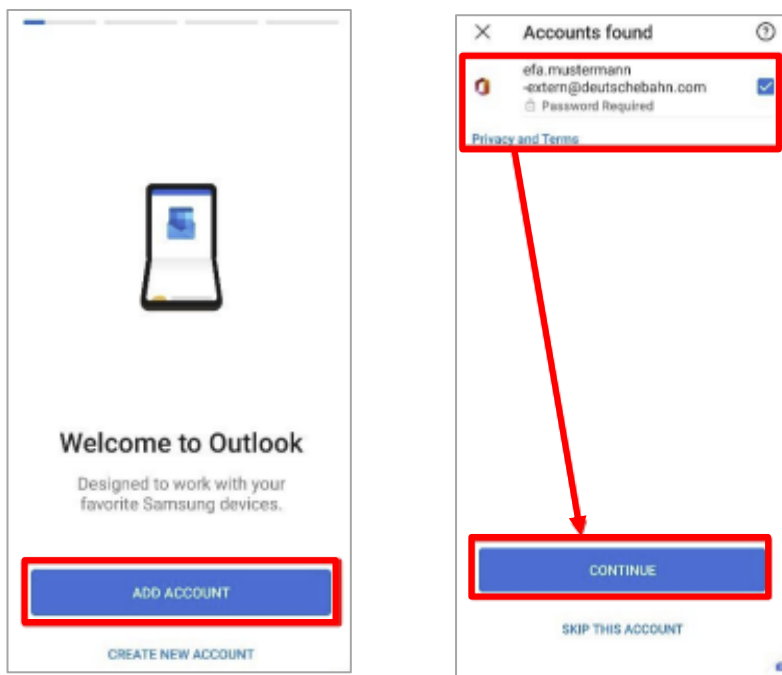 Welcome to Outlook
Designed to work with your
favorite Samsung devices.
ADD ACCOUNT
CREATE NEW ACCOUNT
Accounts found
efa.mustermann
-extern@deutschebahn.com
Password Required
Privacy and Terms
CONTINUE
SKIP THIS ACCOUNT